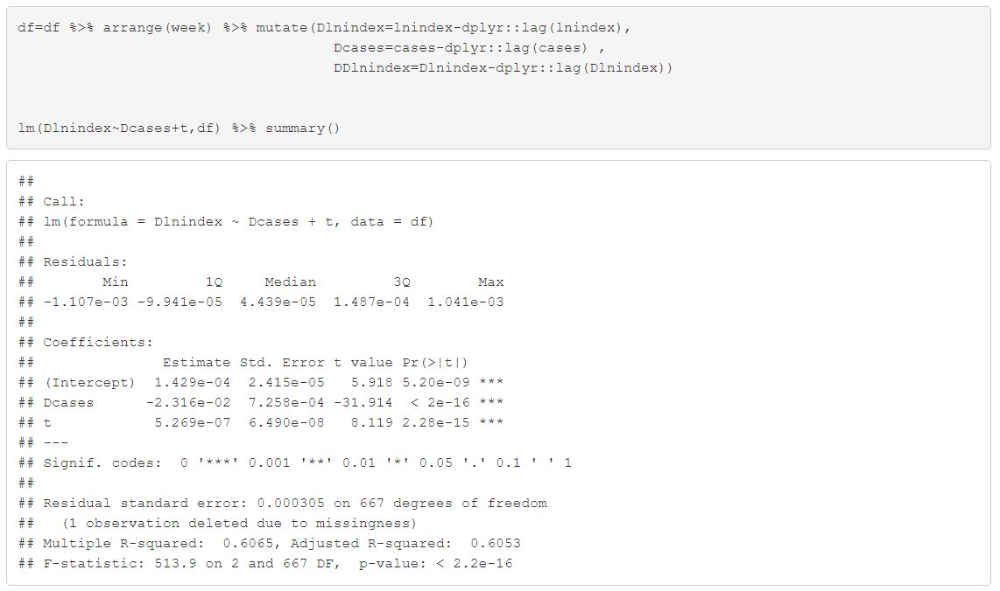 df=df %>% arrange(week) %>% mutate(Dlnindex=lnindex-dplyr::lag(lnindex),
Dcases=cases-dplyr::lag(cases) ,
DDlnindex=Dlnindex-dplyr::lag(Dlnindex))
lm(Dlnindex~Dcases+t,df) %>% summary()
##
## Call:
## lm(formula = Dlnindex ~ Dcases + t, data = df)
##
## Residuals:
##        Min         1Q     Median         3Q        Max
## -1.107e-03 -9.941e-05  4.439e-05  1.487e-04  1.041e-03
##
## Coefficients:
##               Estimate Std. Error t value Pr(>|t|)
## (Intercept)  1.429e-04  2.415e-05   5.918 5.20e-09 ***
## Dcases      -2.316e-02  7.258e-04 -31.914  < 2e-16 ***
## t            5.269e-07  6.490e-08   8.119 2.28e-15 ***
## ---
## Signif. codes:  0 '***' 0.001 '**' 0.01 '*' 0.05 '.' 0.1 ' ' 1
##
## Residual standard error: 0.000305 on 667 degrees of freedom
##   (1 observation deleted due to missingness)
## Multiple R-squared:  0.6065, Adjusted R-squared:  0.6053
## F-statistic: 513.9 on 2 and 667 DF,  p-value: < 2.2e-16